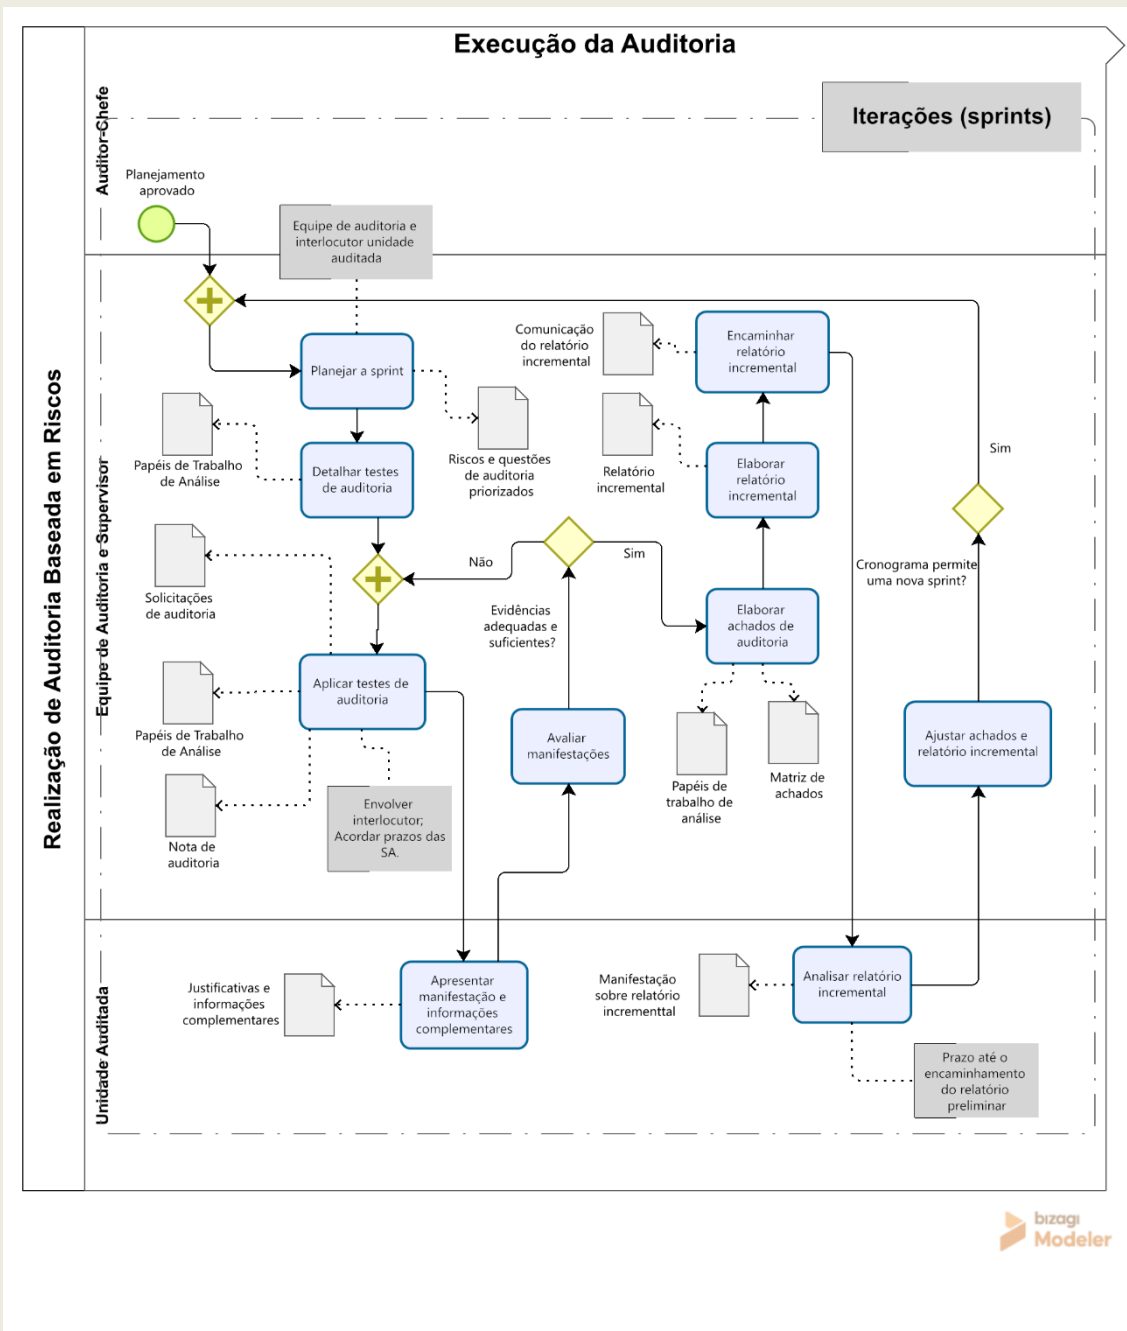 Execução da Auditoria
Iterações (sprints)
Realização de Auditoria Baseada em Riscos
Auditor-Chefe
Planejamento
aprovado
Equipe de auditoria e
interlocutor unidade
auditada
Equipe de Auditoria e Supervisor
Planejar a sprint
Riscos e questões
de auditoria
priorizados
Detalhar testes
de auditoria
Papéis de Trabalho
de Análise
Solicitações
de auditoria
Aplicar testes de
auditoria
Papéis de Trabalho
de Análise
Nota de
auditoria
Envolver
interlocutor;
Acordar prazos das
SA.
Avaliar
manifestações
Evidências
adequadas e
suficientes?
Não
Sim
Elaborar
achados de
auditoria
Papéis de
trabalho de
análise
Matriz de
achados
Elaborar
relatório
incremental
Relatório
incremental
Encaminhar
relatório
incremental
Comunicação
do relatório
incremental
Ajustar achados e
relatório incremental
Cronograma permite
uma nova sprint?
Sim
Unidade Auditada
Apresentar
manifestação e
informações
complementares
Justificativas e
informações
complementares
Analisar relatório
incremental
Manifestação
sobre relatório
incrementtal
Prazo até o
encaminhamento
do relatório
preliminar
bizagi
Modeler